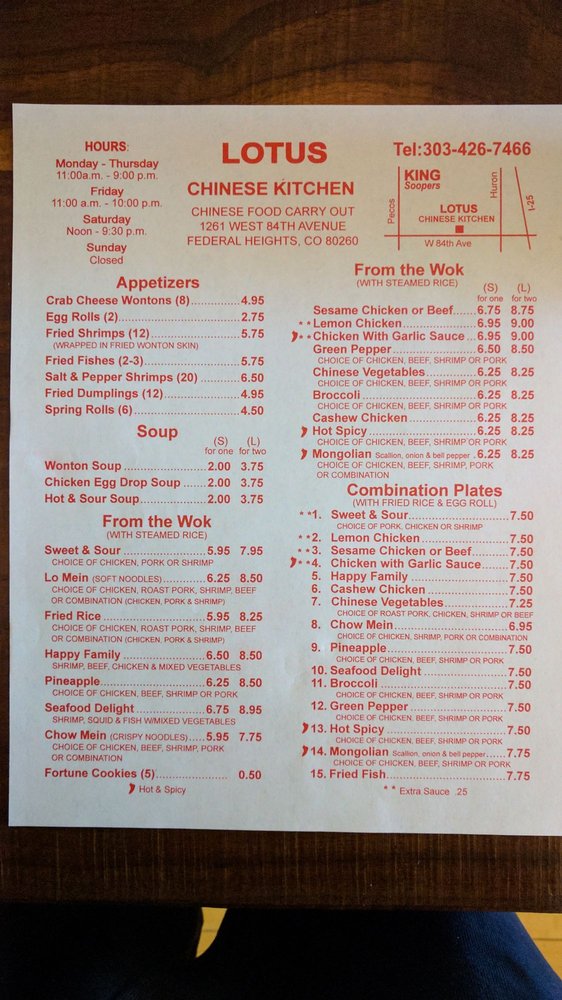 HOURS:
Monday - Thursday
11:00a.m. - 9:00 p.m.
Friday
11:00 a.m. - 10:00 p.m.
Saturday
Noon - 9:30 p.m.
Sunday
Closed
LOTUS
CHINESE KITCHEN
CHINESE FOOD CARRY OUT
1261 WEST 84TH AVENUE
FEDERAL HEIGHTS, CO 80260
Tel:303-426-7466
KING
Soopers
Pecos
Huron
I-25
LOTUS
CHINESE KITCHEN
W 84th Ave
Appetizers
Crab Cheese Wontons (8)..............4.95
Egg Rolls (2)..............2.75
Fried Shrimps (12)..............5.75
(WRAPPED IN FRIED WONTON SKIN)
Fried Fishes (2-3)..............5.75
Salt & Pepper Shrimps (20) .........6.50
Fried Dumplings (12)..............4.95
Spring Rolls (6) ..............4.50
Soup
(S) (L)
for one for two
Wonton Soup ..............2.00 3.75
Chicken Egg Drop Soup ......2.00 3.75
Hot & Sour Soup..............2.00 3.75
From the Wok
(WITH STEAMED RICE)
Sweet & Sour ..............5.95 7.95
CHOICE OF CHICKEN, PORK OR SHRIMP
Lo Mein (SOFT NOODLES)..........6.25 8.50
CHOICE OF CHICKEN, ROAST PORK, SHRIMP, BEEF
OR COMBINATION (CHICKEN, PORK & SHRIMP)
Fried Rice ..............5.95 8.25
CHOICE OF CHICKEN, ROAST PORK, SHRIMP, BEEF
OR COMBINATION (CHICKEN, PORK & SHRIMP)
Happy Family ..............6.50 8.50
SHRIMP, BEEF, CHICKEN & MIXED VEGETABLES
Pineapple..............6.25 8.50
CHOICE OF CHICKEN, BEEF, SHRIMP OR PORK
Seafood Delight ..............6.75 8.95
SHRIMP, SQUID & FISH W/MIXED VEGETABLES
Chow Mein (CRISPY NOODLES).....5.95 7.75
CHOICE OF CHICKEN, BEEF, SHRIMP, PORK
OR COMBINATION
Fortune Cookies (5).............. 0.50
Hot & Spicy
From the Wok
(WITH STEAMED RICE)
(S) (L)
for one for two
Sesame Chicken or Beef.......6.75 8.75
**Lemon Chicken..............6.95 9.00
**Chicken With Garlic Sauce...6.95 9.00
Green Pepper..............6.50 8.50
CHOICE OF CHICKEN, BEEF, SHRIMP OR PORK
Chinese Vegetables..............6.25 8.25
CHOICE OF CHICKEN, BEEF, SHRIMP OR PORK
Broccoli..............6.25 8.25
CHOICE OF CHICKEN, BEEF, SHRIMP OR PORK
Cashew Chicken..............6.25 8.25
Hot Spicy..............6.25 8.25
CHOICE OF CHICKEN, BEEF, SHRIMP OR PORK
Mongolian Scallion, onion & bell pepper ..6.25 8.25
CHOICE OF CHICKEN, BEEF, SHRIMP, PORK
OR COMBINATION
Combination Plates
(WITH FRIED RICE & EGG ROLL)
**1. Sweet & Sour..............7.50
CHOICE OF PORK, CHICKEN OR SHRIMP
**2. Lemon Chicken..............7.50
**3. Sesame Chicken or Beef..............7.50
**4. Chicken with Garlic Sauce..............7.50
5. Happy Family ..............7.50
6. Cashew Chicken..............7.50
7. Chinese Vegetables..............7.25
CHOICE OF ROAST PORK, CHICKEN, SHRIMP OR BEEF
8. Chow Mein..............6.95
CHOICE OF CHICKEN, SHRIMP, PORK OR COMBINATION
9. Pineapple..............7.50
CHOICE OF CHICKEN, BEEF, SHRIMP OR PORK
10. Seafood Delight ..............7.50
11. Broccoli ..............7.50
CHOICE OF CHICKEN, BEEF, SHRIMP OR PORK
12. Green Pepper ..............7.50
CHOICE OF CHICKEN, BEEF, SHRIMP OR PORK
13. Hot Spicy ..............7.50
CHOICE OF CHICKEN, BEEF, SHRIMP OR PORK
14. Mongolian Scallion, onion & bell pepper......7.75
CHOICE OF CHICKEN, BEEF, SHRIMP OR PORK
15. Fried Fish..............7.75
** Extra Sauce .25